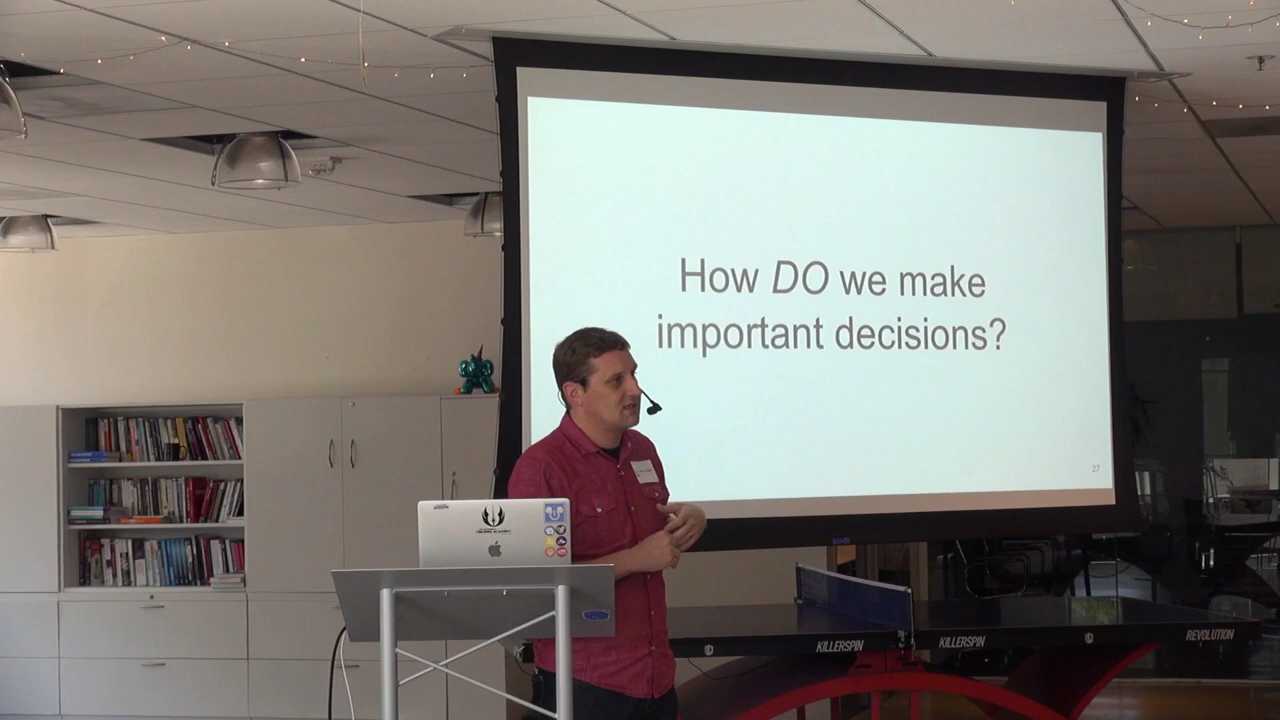 How DO we make
important decisions?
27
KILLERSPIN
KILLERSPIN
REVOLUTION